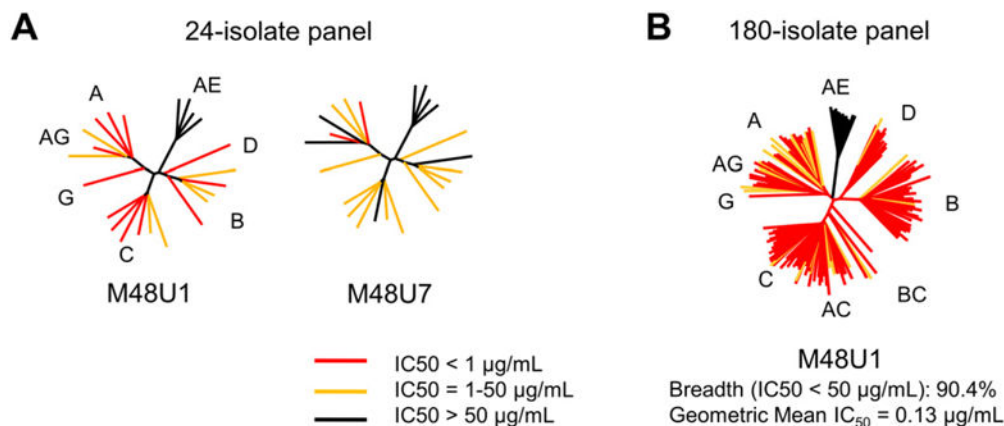 A
24-isolate panel
A
AE
AG
D
G
B
C
M48U1
M48U7
IC50 < 1 µg/mL
IC50 = 1-50 µg/mL
IC50 > 50 µg/mL
B
180-isolate panel
AE
D
A
AG
G
B
C
BC
AC
M48U1
Breadth (IC50 < 50 µg/mL): 90.4%
Geometric Mean IC₅₀ = 0.13 µg/mL